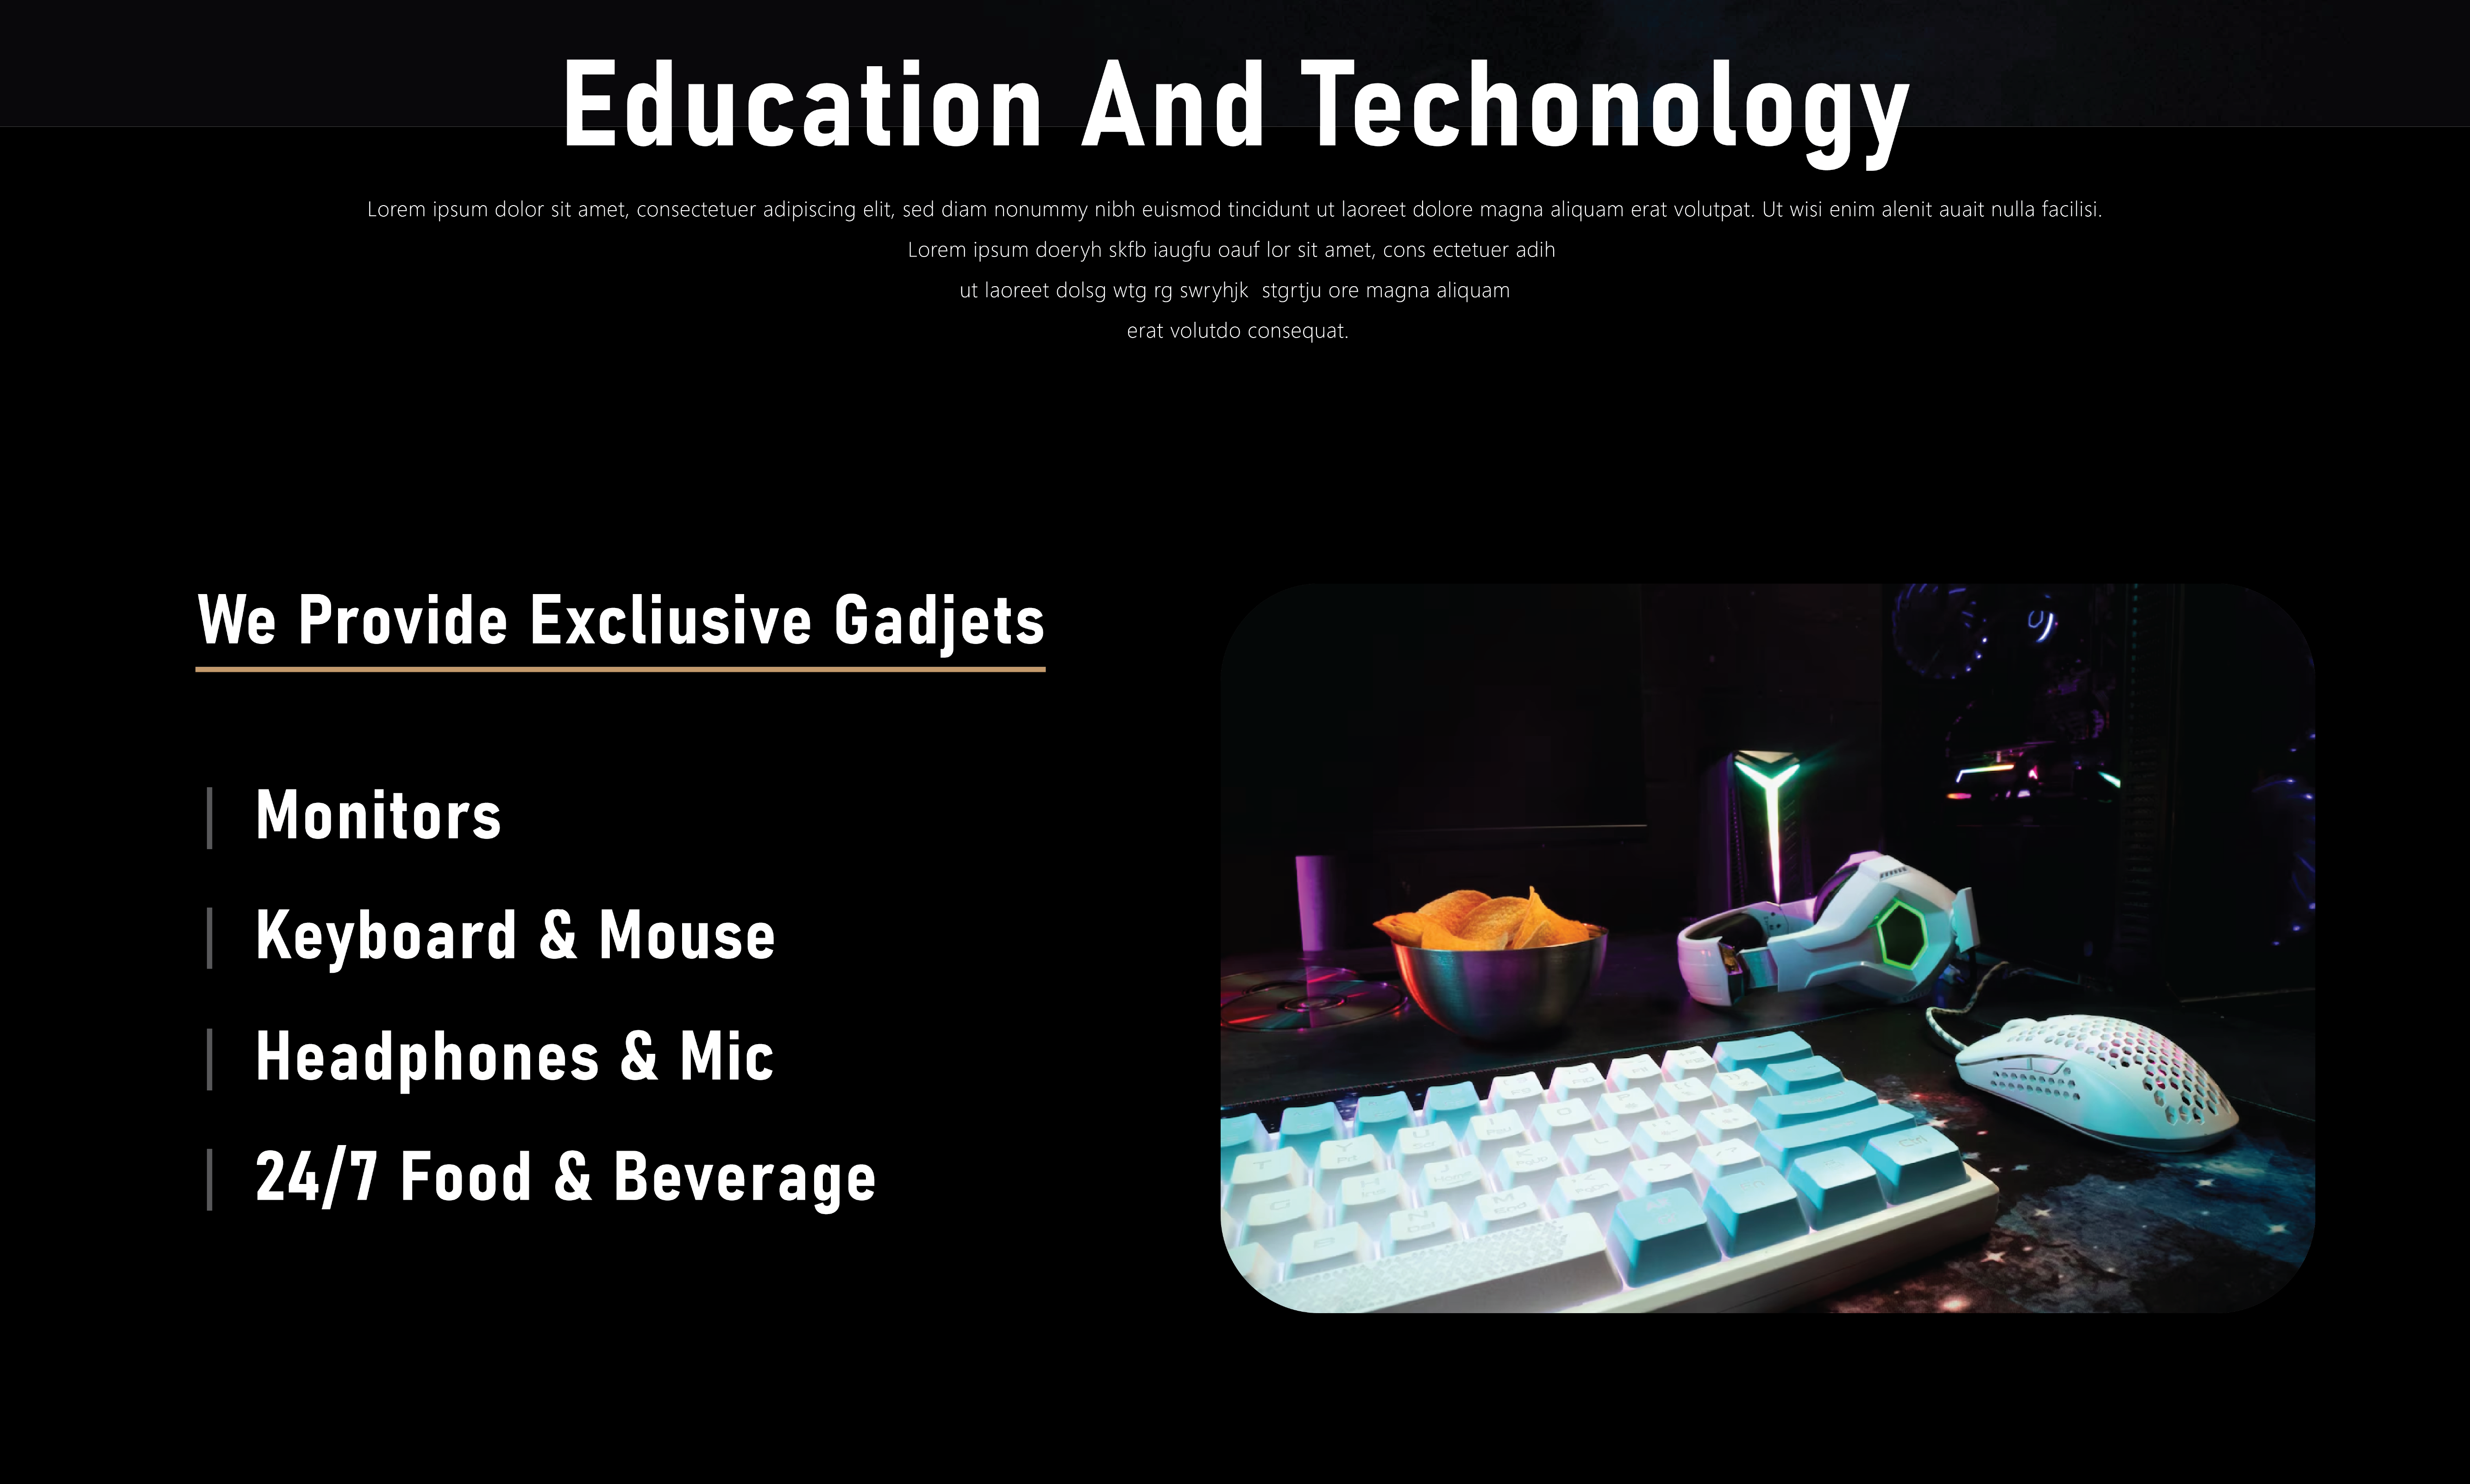 Education And Techonology
Lorem ipsum dolor sit amet, consectetuer adipiscing elit, sed diam nonummy nibh euismod tincidunt ut laoreet dolore magna aliquam erat volutpat. Ut wisi enim alenit auait nulla facilisi.
Lorem ipsum doeryh skfb iaugfu oauf lor sit amet, cons ectetuer adih
ut laoreet dolsg wtg rg swryhjk  stgrtju ore magna aliquam
erat volutdo consequat.
We Provide Excliusive Gadjets
Monitors
Keyboard & Mouse
Headphones & Mic
24/7 Food & Beverage